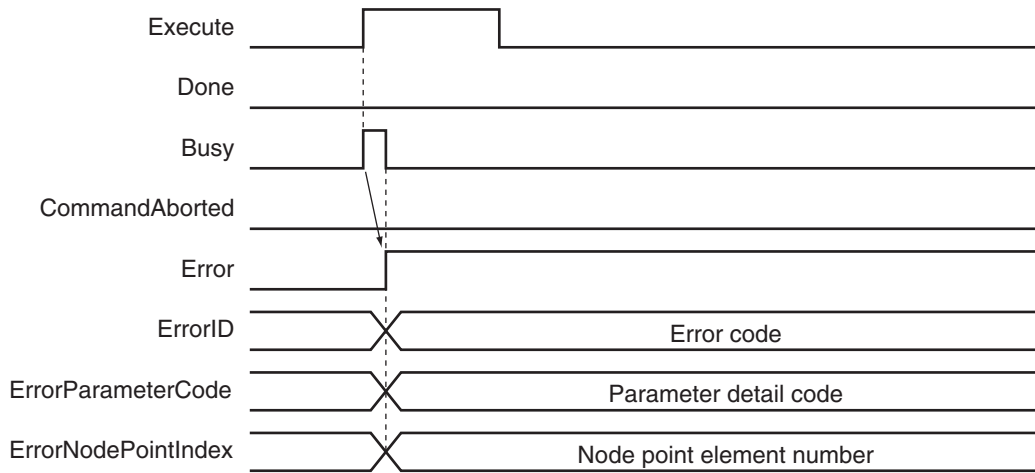 Execute
Done
Busy
CommandAborted
Error
ErrorID
Error code
ErrorParameterCode
Parameter detail code
ErrorNodePointIndex
Node point element number